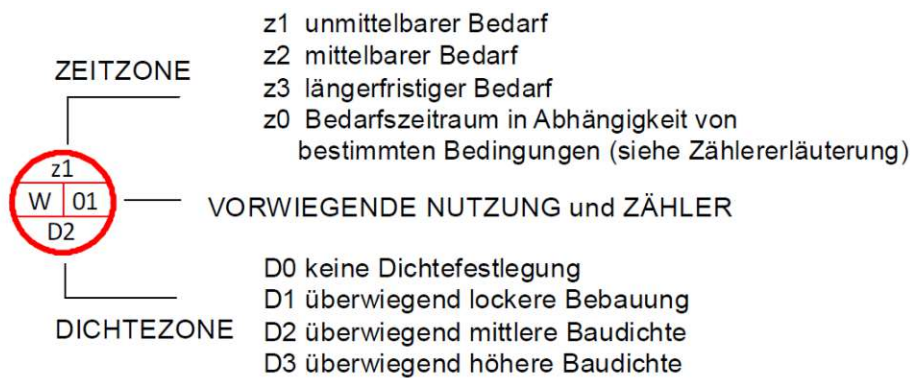 z1 unmittelbarer Bedarf
z2 mittelbarer Bedarf
ZEITZONE
z3 längerfristiger Bedarf
z0 Bedarfszeitraum in Abhängigkeit von
bestimmten Bedingungen (siehe Zählererläuterung)
z1
W 01
D2
VORWIEGENDE NUTZUNG und ZÄHLER
D0 keine Dichtefestlegung
D1 überwiegend lockere Bebauung
DICHTEZONE
D2 überwiegend mittlere Baudichte
D3 überwiegend höhere Baudichte